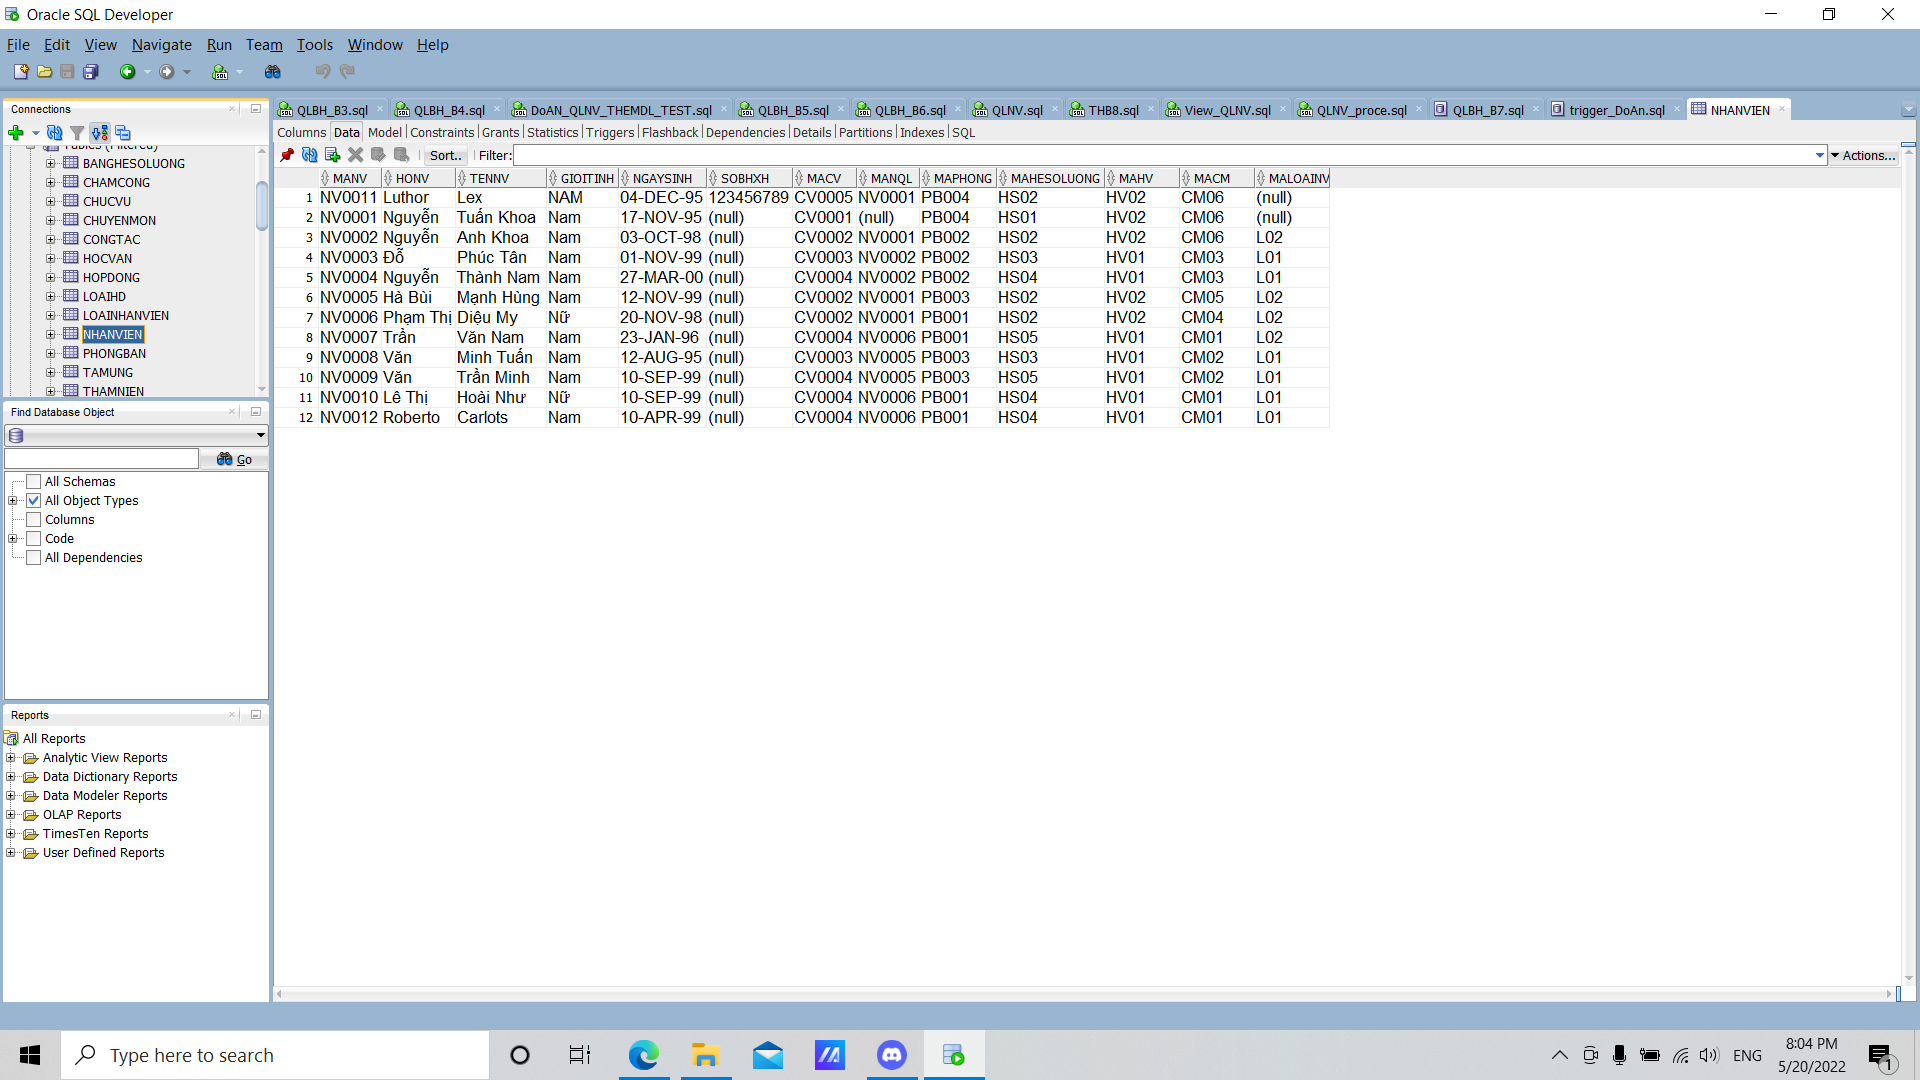 Oracle SQL Developer
File Edit View Navigate Run Team Tools Window Help
Connections
Tables (Filtered)
BANGHESOLUONG
CHAMCONG
CHUCVU
CHUYENMON
CONGTAC
HOCVAN
HOPDONG
LOAIHD
LOAINHANVIEN
NHANVIEN
PHONGBAN
TAMUNG
THAMNIEN
Find Database Object
Go
All Schemas
All Object Types
Columns
Code
All Dependencies
Reports
All Reports
Analytic View Reports
Data Dictionary Reports
Data Modeler Reports
OLAP Reports
TimesTen Reports
User Defined Reports
QLBH_B3.sql QLBH_B4.sql DoAN_QLNV_THEMDL_TEST.sql QLBH_B5.sql QLBH_B6.sql QLNV.sql THB8.sql View_QLNV.sql QLNV_proce.sql QLBH_B7.sql trigger_DoAn.sql NHANVIEN
Columns Data Model Constraints Grants Statistics Triggers Flashback Dependencies Details Partitions Indexes SQL
Sort.. Filter: Actions...
MANV HONV TENNV GIOITINH NGAYSINH SOBHXH MACV MANQL MAPHONG MAHESOLUONG MAHV MACM MALOAINV
1 NV0011 Luthor Lex NAM 04-DEC-95 123456789 CV0005 NV0001 PB004 HS02 HV02 CM06 (null)
2 NV0001 Nguyễn Tuấn Khoa Nam 17-NOV-95 (null) CV0001 (null) PB004 HS01 HV02 CM06 (null)
3 NV0002 Nguyễn Anh Khoa Nam 03-OCT-98 (null) CV0002 NV0001 PB002 HS02 HV02 CM06 L02
4 NV0003 Đỗ Phúc Tân Nam 01-NOV-99 (null) CV0003 NV0002 PB002 HS03 HV01 CM03 L01
5 NV0004 Nguyễn Thành Nam Nam 27-MAR-00 (null) CV0004 NV0002 PB002 HS04 HV01 CM03 L01
6 NV0005 Hà Bùi Mạnh Hùng Nam 12-NOV-99 (null) CV0002 NV0001 PB003 HS02 HV02 CM05 L02
7 NV0006 Phạm Thị Diệu My Nữ 20-NOV-98 (null) CV0002 NV0001 PB001 HS02 HV02 CM04 L02
8 NV0007 Trần Văn Nam Nam 23-JAN-96 (null) CV0004 NV0006 PB001 HS05 HV01 CM01 L02
9 NV0008 Văn Minh Tuấn Nam 12-AUG-95 (null) CV0003 NV0005 PB003 HS03 HV01 CM02 L01
10 NV0009 Văn Trần Minh Nam 10-SEP-99 (null) CV0004 NV0005 PB003 HS05 HV01 CM02 L01
11 NV0010 Lê Thị Hoài Như Nữ 10-SEP-99 (null) CV0004 NV0006 PB001 HS04 HV01 CM01 L01
12 NV0012 Roberto Carlots Nam 10-APR-99 (null) CV0004 NV0006 PB001 HS04 HV01 CM01 L01
Type here to search
ENG
8:04 PM
5/20/2022
1